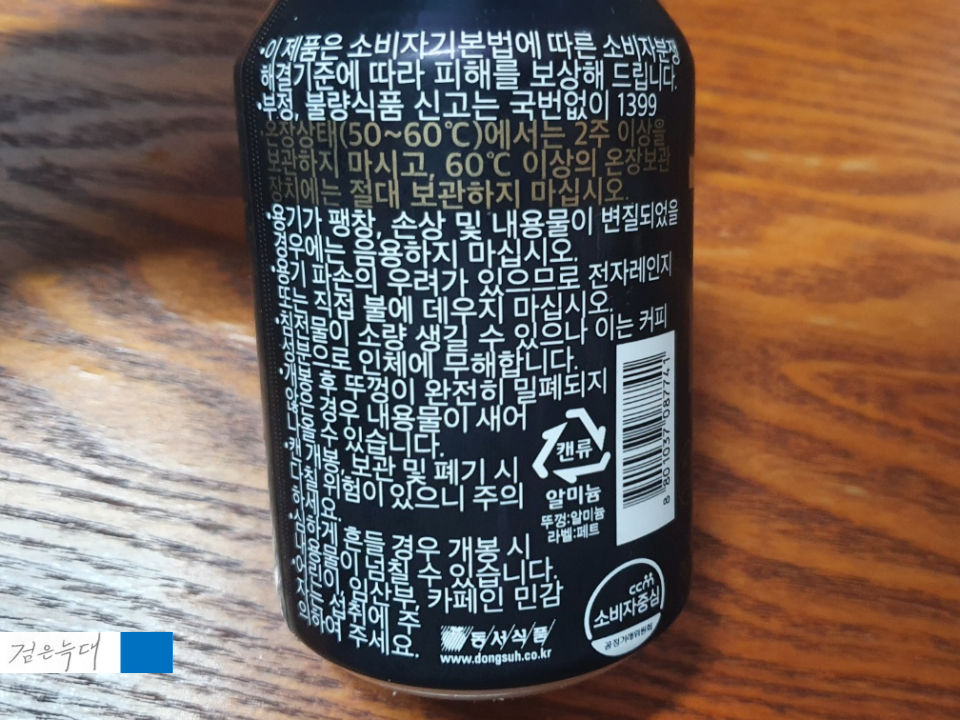 ·이 제품은 소비자기본법에 따른 소비자분쟁
해결기준에 따라 피해를 보상해 드립니다.
·부정, 불량식품 신고는 국번없이 1399
·온장상태(50~60℃)에서는 2주 이상을
보관하지 마시고, 60℃ 이상의 온장보관
장치에는 절대 보관하지 마십시오.
·용기가 팽창, 손상 및 내용물이 변질되었을
경우에는 음용하지 마십시오.
·용기 파손의 우려가 있으므로 전자레인지
또는 직접 불에 데우지 마십시오.
·침전물이 소량 생길 수 있으나 이는 커피
성분으로 인체에 무해합니다.
·개봉 후 뚜껑이 완전히 밀폐되지
않은 경우 내용물이 새어
나올 수 있습니다.
·캔 개봉, 보관 및 폐기 시
다칠 위험이 있으니 주의
하세요.
·심하게 흔들 경우 개봉 시
내용물이 넘칠 수 있습니다.
·어린이, 임산부, 카페인 민감
자는 섭취에 주
의하여 주세요.
캔류
알미늄
뚜껑:알미늄
라벨:페트
8 801037 087741
ccm
소비자중심
공정거래위원회
동서식품
www.dongsuh.co.kr
검은늑대